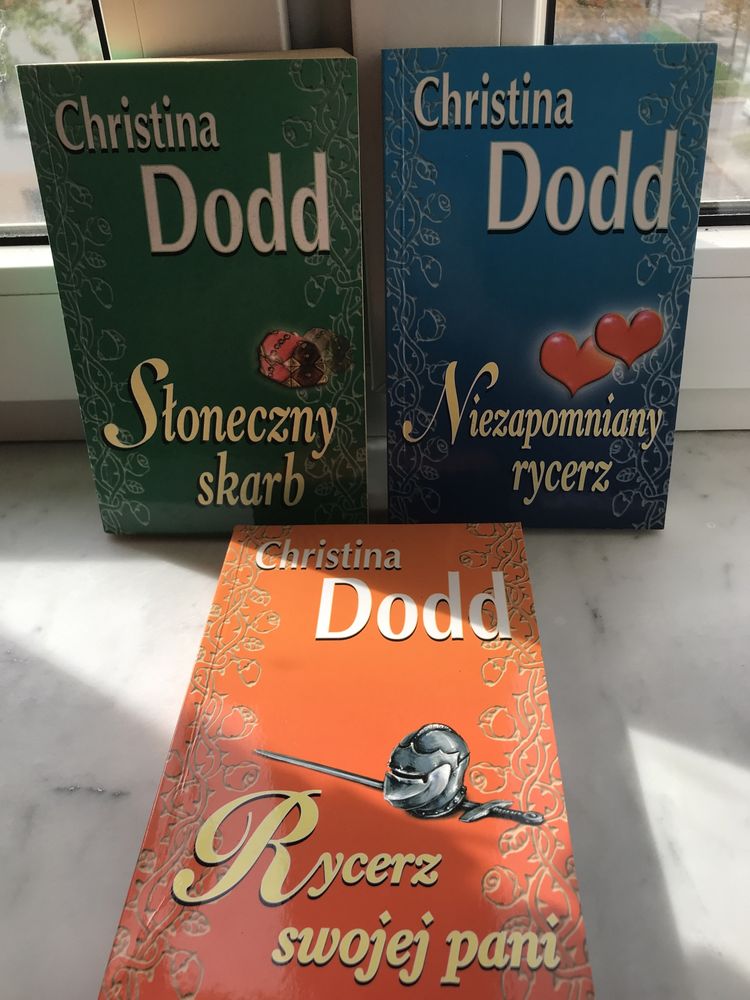 Christina
Dodd
Słoneczny
skarb
Christina
Dodd
Niezapomniany
rycerz
Christina
Dodd
Rycerz
swojej pani